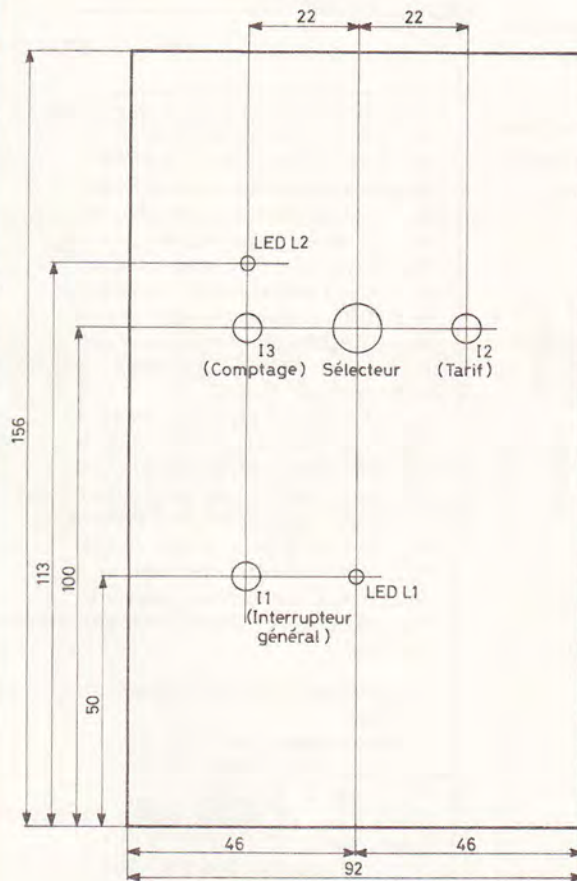 22 22
LED L2
I3
(Comptage)
Sélecteur
I2
(Tarif)
156
113
100
I1
(Interrupteur
général)
LED L1
50
46 46
92